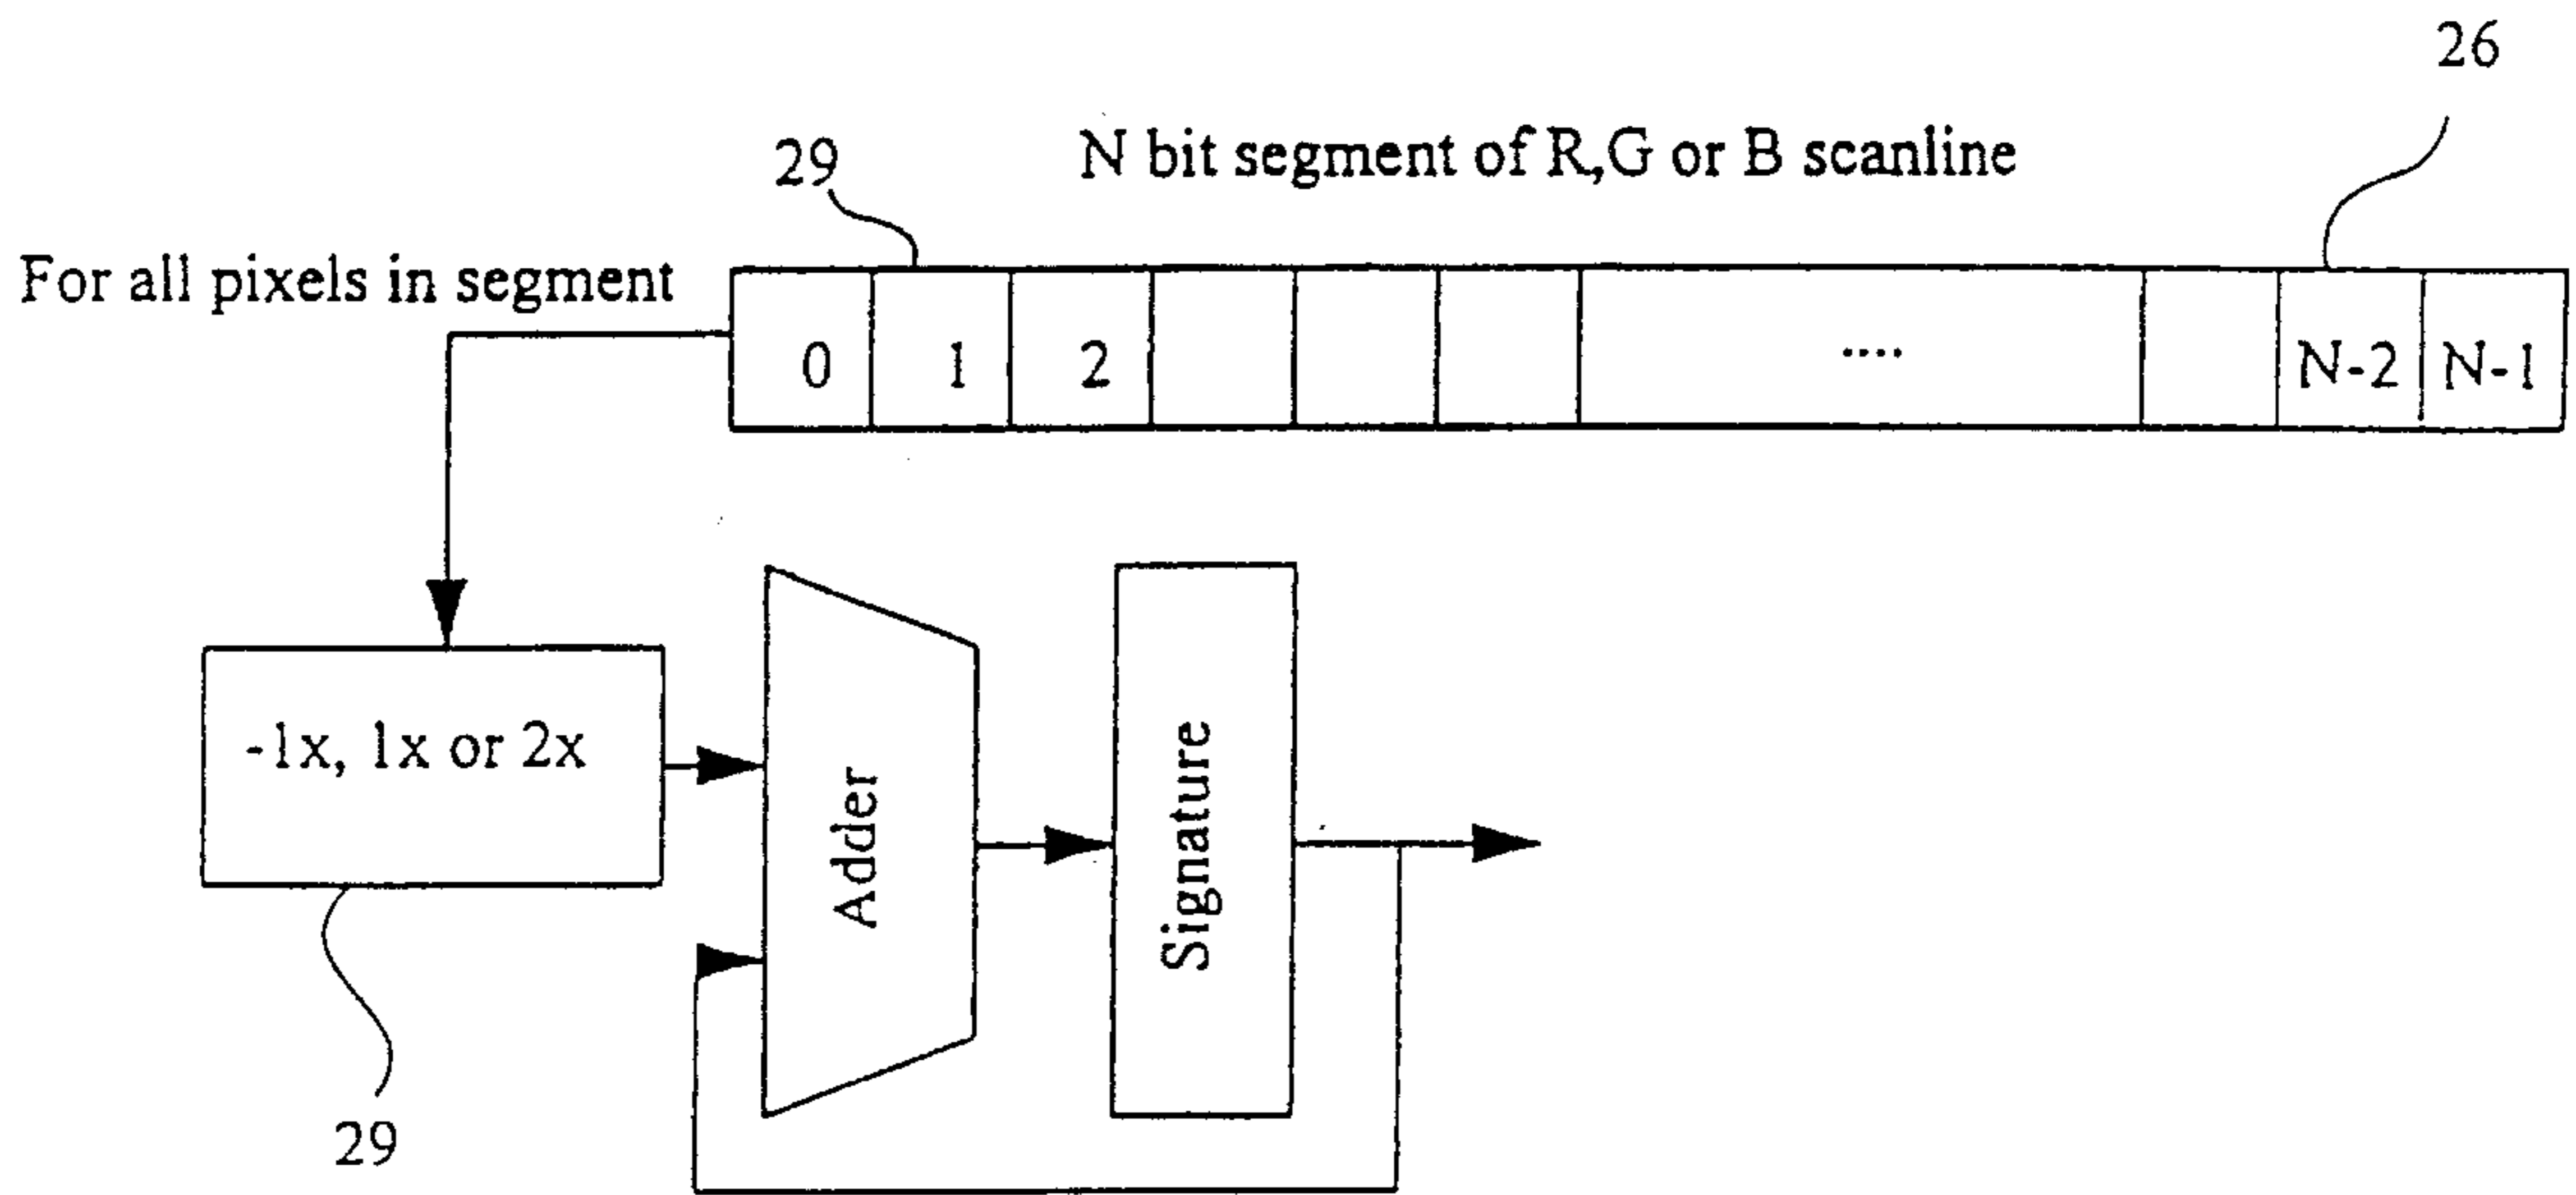 26
29
N bit segment of R,G or B scanline
For all pixels in segment
0 1 2 .... N-2 N-1
-1x, 1x or 2x
Adder
Signature
29